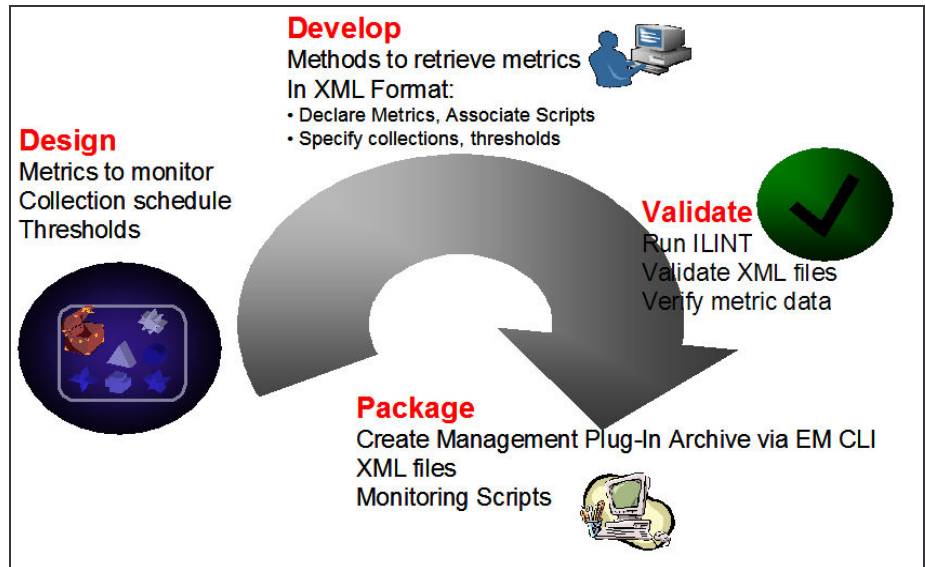 Design
Metrics to monitor
Collection schedule
Thresholds
Develop
Methods to retrieve metrics
In XML Format:
• Declare Metrics, Associate Scripts
• Specify collections, thresholds
Validate
Run ILINT
Validate XML files
Verify metric data
Package
Create Management Plug-In Archive via EM CLI
XML files
Monitoring Scripts